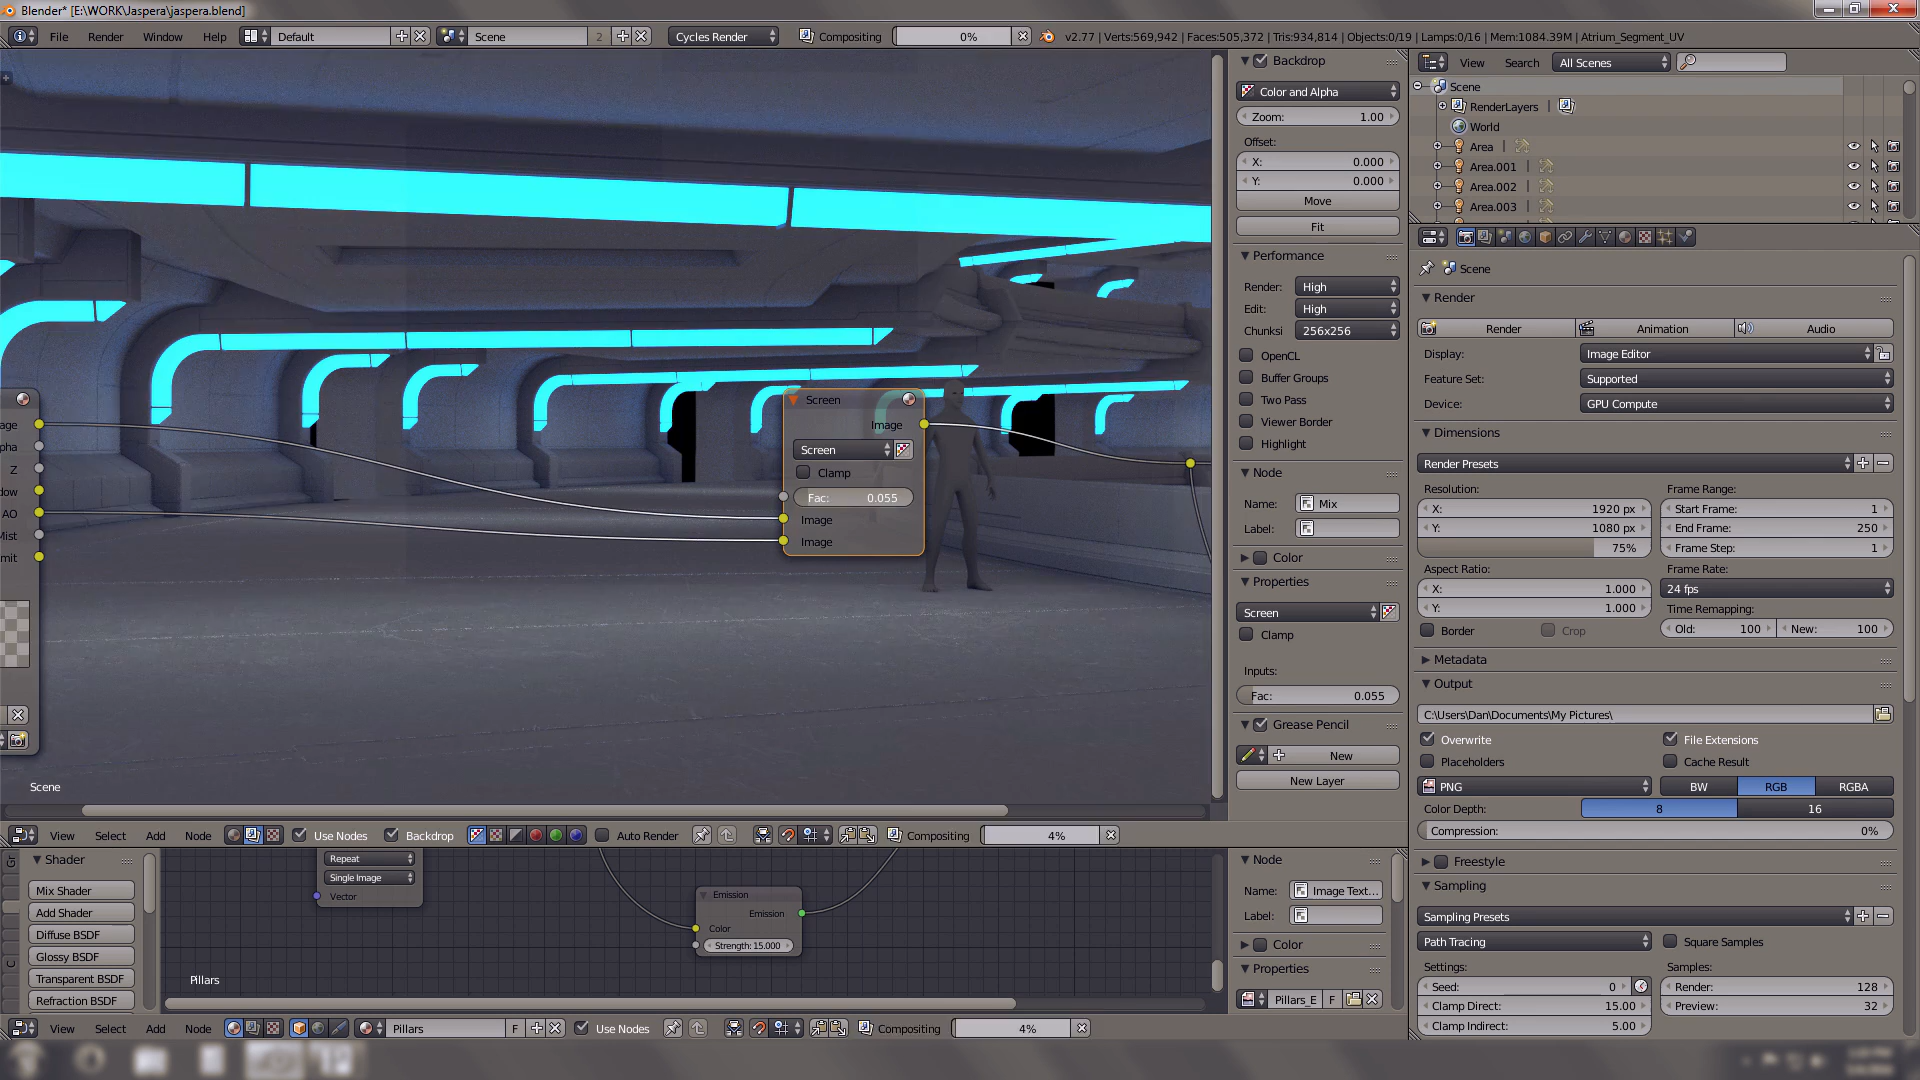 Blender* [E:\WORK\Jaspera\jaspera.blend]
File Render Window Help Default Scene 2 Cycles Render Compositing 0% v2.77 | Verts:569,942 | Faces:505,372 | Tris:934,814 | Objects:0/19 | Lamps:0/16 | Mem:1084.39M | Atrium_Segment_UV
Backdrop
Color and Alpha
Zoom: 1.00
Offset:
X: 0.000
Y: 0.000
Move
Fit
Performance
Render: High
Edit: High
Chunksi 256x256
OpenCL
Buffer Groups
Two Pass
Viewer Border
Highlight
Node
Name: Mix
Label:
Color
Properties
Screen
Clamp
Inputs:
Fac: 0.055
Grease Pencil
New
New Layer
age
pha
Z
dow
AO
Mist
mit
Screen
Image
Screen
Clamp
Fac: 0.055
Image
Image
Scene
View Select Add Node Use Nodes Backdrop Auto Render Compositing 4%
Gr
C
Shader
Mix Shader
Add Shader
Diffuse BSDF
Glossy BSDF
Transparent BSDF
Refraction BSDF
Repeat
Single Image
Vector
Emission
Emission
Color
Strength: 15.000
Pillars
Node
Name: Image Text...
Label:
Color
Properties
Pillars_E F
View Select Add Node Pillars F Use Nodes Compositing 4%
View Search All Scenes
Scene
RenderLayers
World
Area
Area.001
Area.002
Area.003
Scene
Render
Render Animation Audio
Display: Image Editor
Feature Set: Supported
Device: GPU Compute
Dimensions
Render Presets
Resolution: Frame Range:
X: 1920 px Start Frame: 1
Y: 1080 px End Frame: 250
75% Frame Step: 1
Aspect Ratio: Frame Rate:
X: 1.000 24 fps
Y: 1.000 Time Remapping:
Border Crop Old: 100 New: 100
Metadata
Output
C:\Users\Dan\Documents\My Pictures\
Overwrite File Extensions
Placeholders Cache Result
PNG BW RGB RGBA
Color Depth: 8 16
Compression: 0%
Freestyle
Sampling
Sampling Presets
Path Tracing Square Samples
Settings: Samples:
Seed: 0 Render: 128
Clamp Direct: 15.00 Preview: 32
Clamp Indirect: 5.00